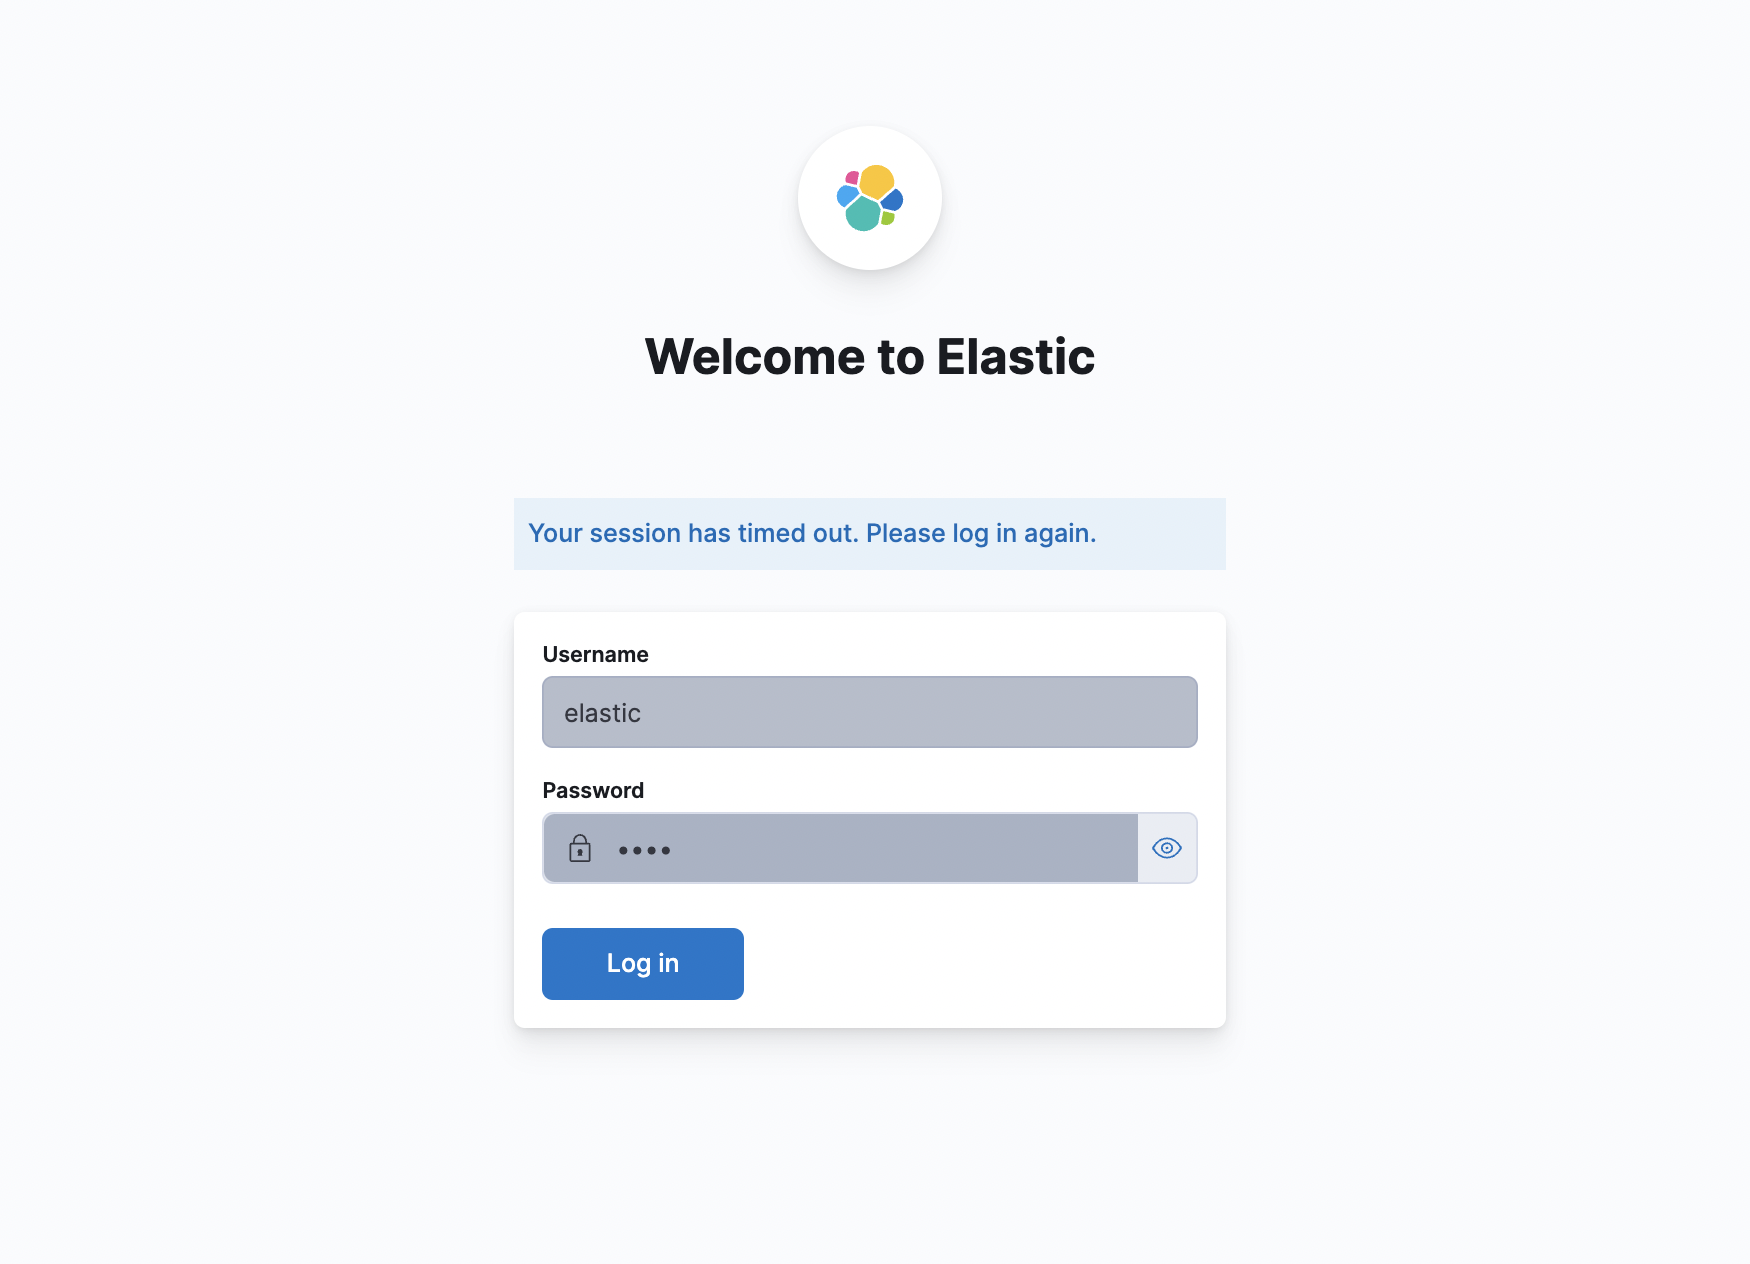 Welcome to Elastic
Your session has timed out. Please log in again.
Username
elastic
Password
••••
Log in